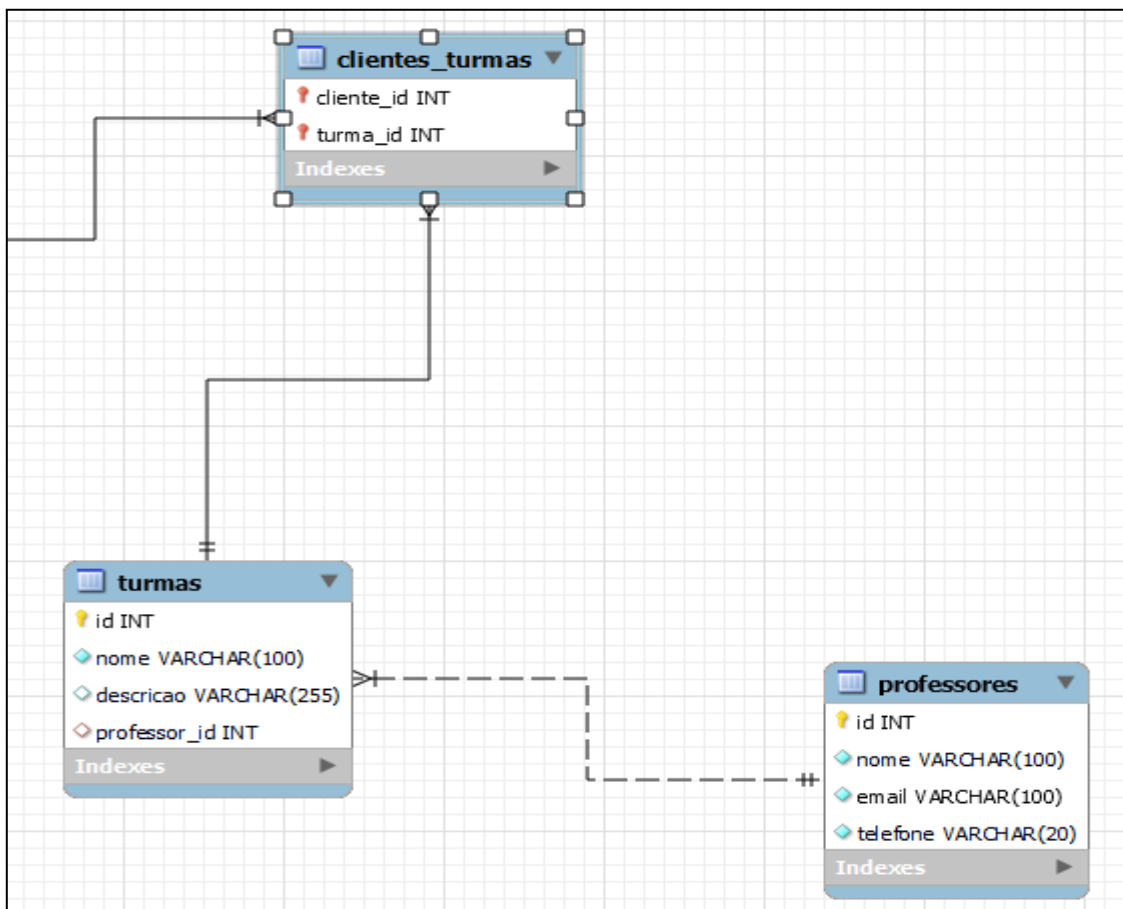 clientes_turmas
cliente_id INT
turma_id INT
Indexes
turmas
id INT
nome VARCHAR(100)
descricao VARCHAR(255)
professor_id INT
Indexes
professores
id INT
nome VARCHAR(100)
email VARCHAR(100)
telefone VARCHAR(20)
Indexes